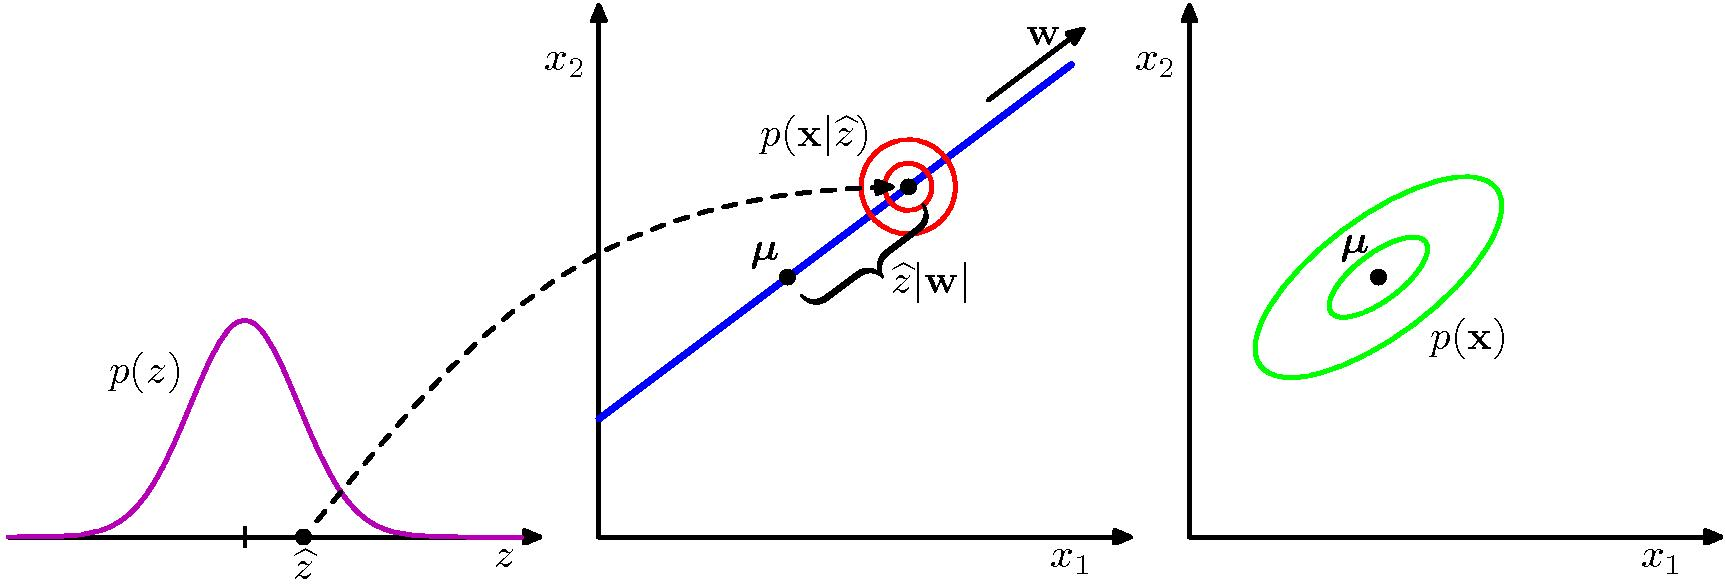 p(z)
ẑ
z
x₂
w
p(x|ẑ)
μ
ẑ|w|
x₁
x₂
μ
p(x)
x₁